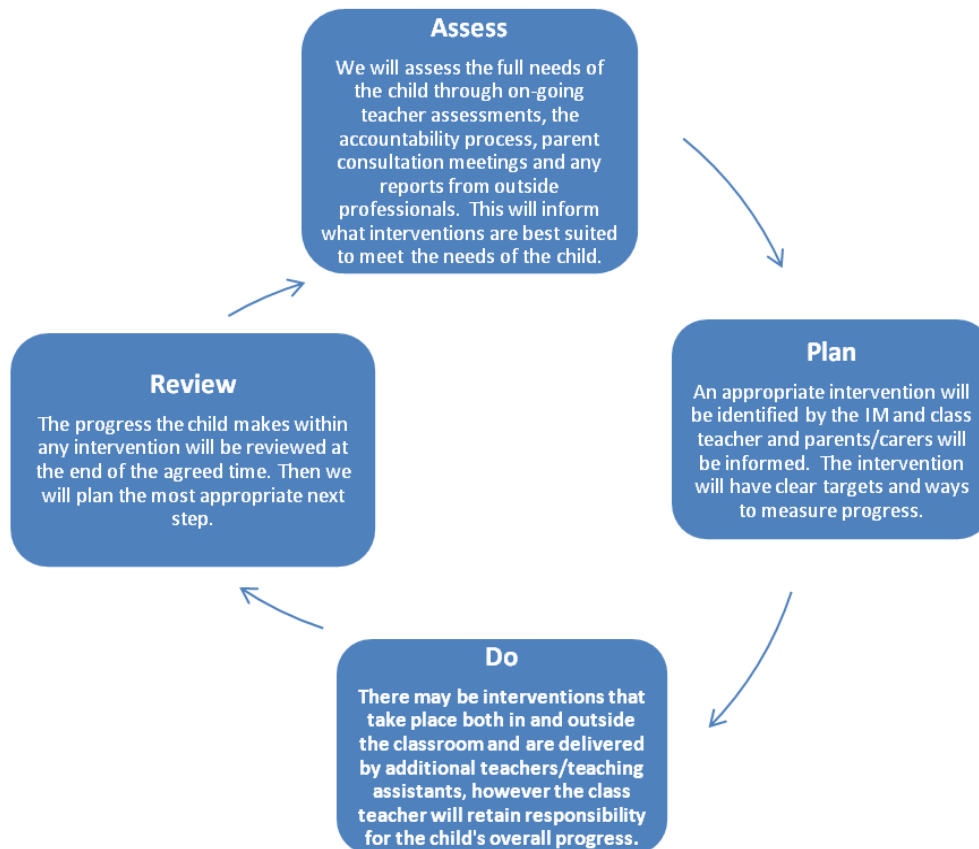 Assess
We will assess the full needs of
the child through on-going
teacher assessments, the
accountability process, parent
consultation meetings and any
reports from outside
professionals.  This will inform
what interventions are best suited
to meet the needs of the child.
Plan
An appropriate intervention will
be identified by the IM and class
teacher and parents/carers will
be informed.  The intervention
will have clear targets and ways
to measure progress.
Do
There may be interventions that
take place both in and outside
the classroom and are delivered
by additional teachers/teaching
assistants, however the class
teacher will retain responsibility
for the child's overall progress.
Review
The progress the child makes within
any intervention will be reviewed at
the end of the agreed time. Then we
will plan the most appropriate next
step.